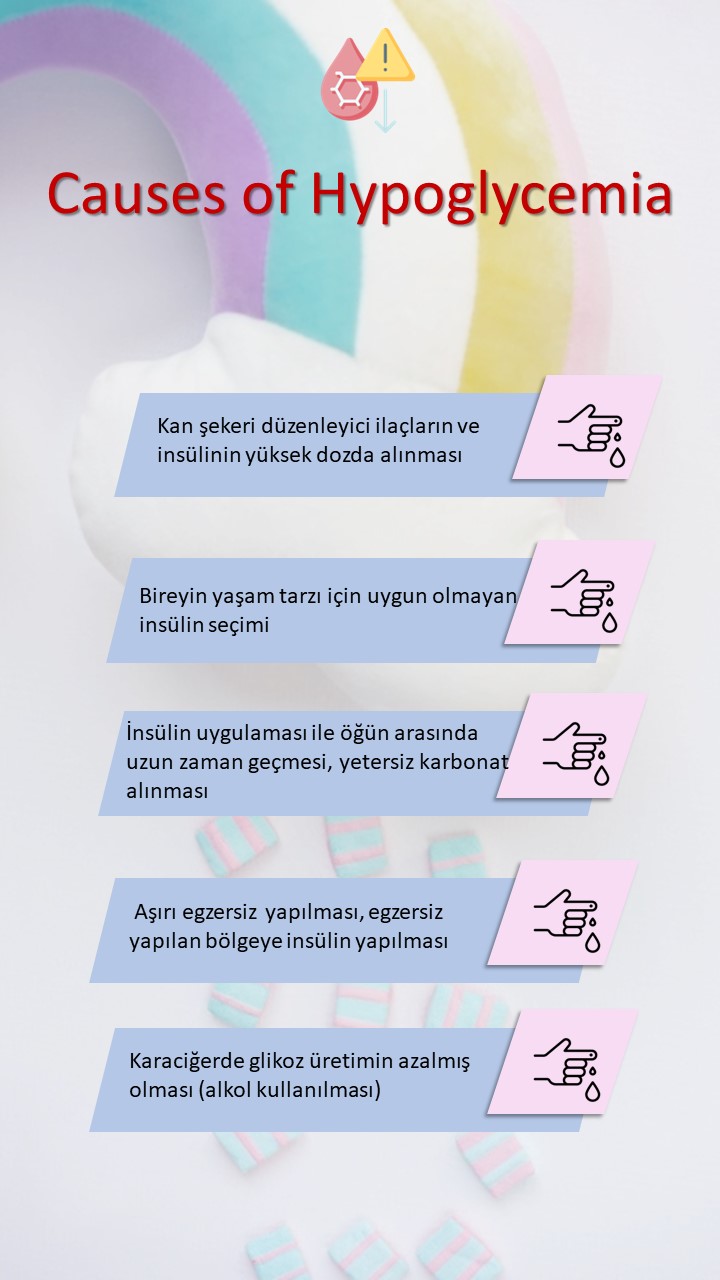 Causes of Hypoglycemia
Kan şekeri düzenleyici ilaçların ve
insülinin yüksek dozda alınması
Bireyin yaşam tarzı için uygun olmayan
insülin seçimi
İnsülin uygulaması ile öğün arasında
uzun zaman geçmesi, yetersiz karbonat
alınması
Aşırı egzersiz yapılması, egzersiz
yapılan bölgeye insülin yapılması
Karaciğerde glikoz üretimin azalmış
olması (alkol kullanılması)